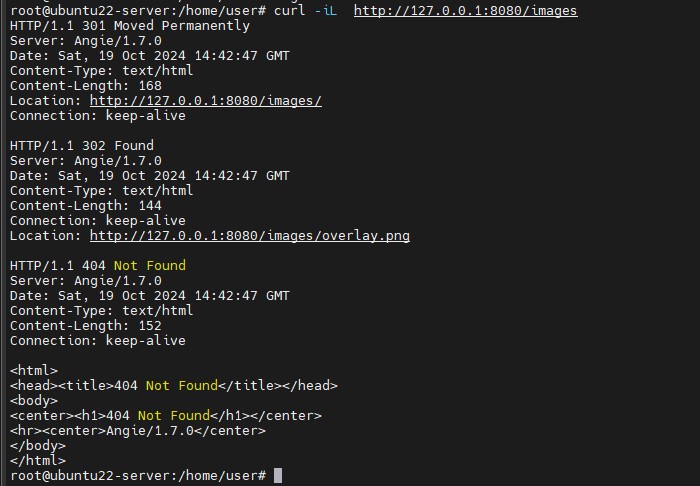 root@ubuntu22-server:/home/user# curl -iL  http://127.0.0.1:8080/images
HTTP/1.1 301 Moved Permanently
Server: Angie/1.7.0
Date: Sat, 19 Oct 2024 14:42:47 GMT
Content-Type: text/html
Content-Length: 168
Location: http://127.0.0.1:8080/images/
Connection: keep-alive

HTTP/1.1 302 Found
Server: Angie/1.7.0
Date: Sat, 19 Oct 2024 14:42:47 GMT
Content-Type: text/html
Content-Length: 144
Connection: keep-alive
Location: http://127.0.0.1:8080/images/overlay.png

HTTP/1.1 404 Not Found
Server: Angie/1.7.0
Date: Sat, 19 Oct 2024 14:42:47 GMT
Content-Type: text/html
Content-Length: 152
Connection: keep-alive

<html>
<head><title>404 Not Found</title></head>
<body>
<center><h1>404 Not Found</h1></center>
<hr><center>Angie/1.7.0</center>
</body>
</html>
root@ubuntu22-server:/home/user#